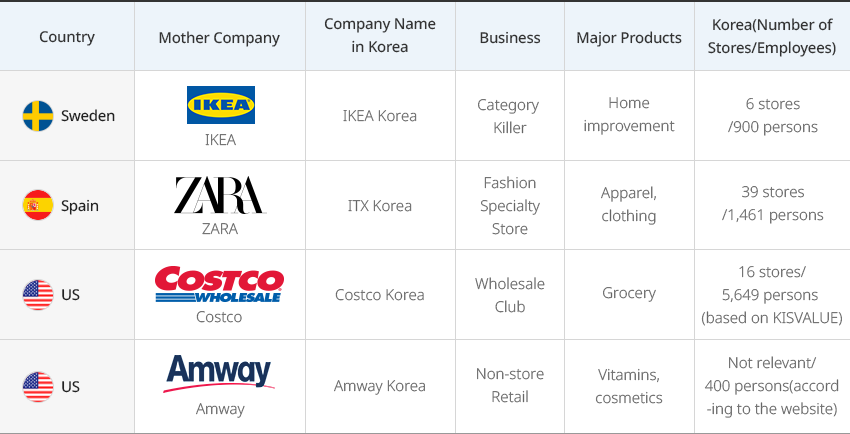 Country
Mother Company
Company Name
in Korea
Business
Major Products
Korea(Number of
Stores/Employees)
Sweden
IKEA
IKEA
IKEA Korea
Category
Killer
Home
improvement
6 stores
/900 persons
Spain
ZARA
ZARA
ITX Korea
Fashion
Specialty
Store
Apparel,
clothing
39 stores
/1,461 persons
US
COSTCO
WHOLESALE
Costco
Costco Korea
Wholesale
Club
Grocery
16 stores/
5,649 persons
(based on KISVALUE)
US
Amway
Amway
Amway Korea
Non-store
Retail
Vitamins,
cosmetics
Not relevant/
400 persons(accord
-ing to the website)